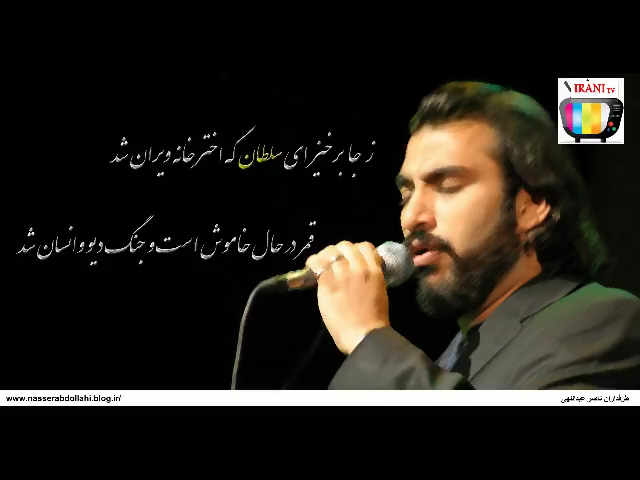 IRANI TV
ز جا برخیز ای سلطان که اختر خانه ویران شد
قمر در حال خاموش است و جنگ دیو و انسان شد
www.nasserabdollahi.blog.ir/
طرفداران ناصر عبداللهی